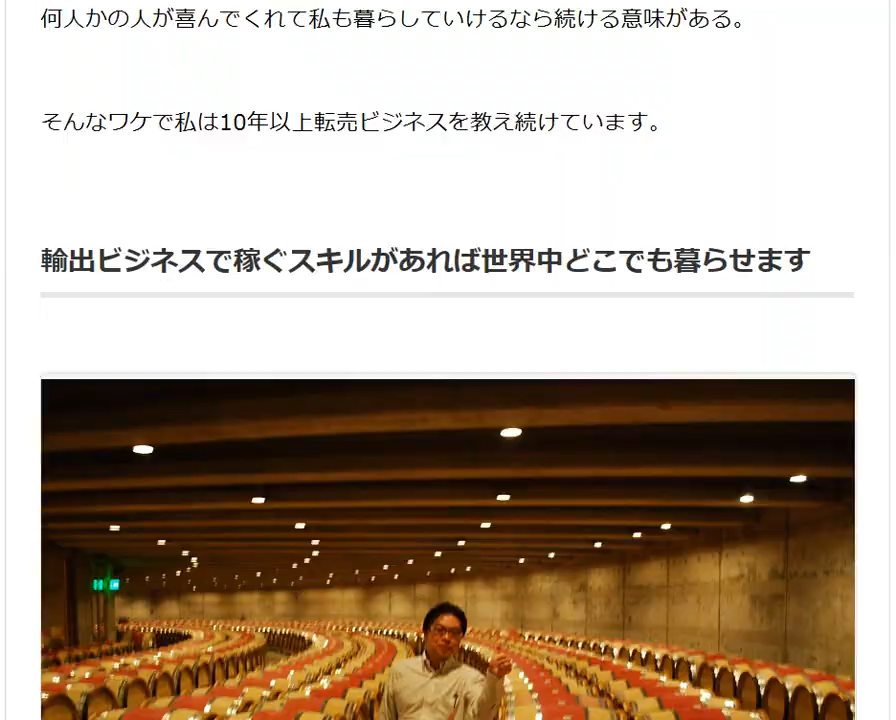 何人かの人が喜んでくれて私も暮らしていけるなら続ける意味がある。
そんなワケで私は10年以上転売ビジネスを教え続けています。
輸出ビジネスで稼ぐスキルがあれば世界中どこでも暮らせます